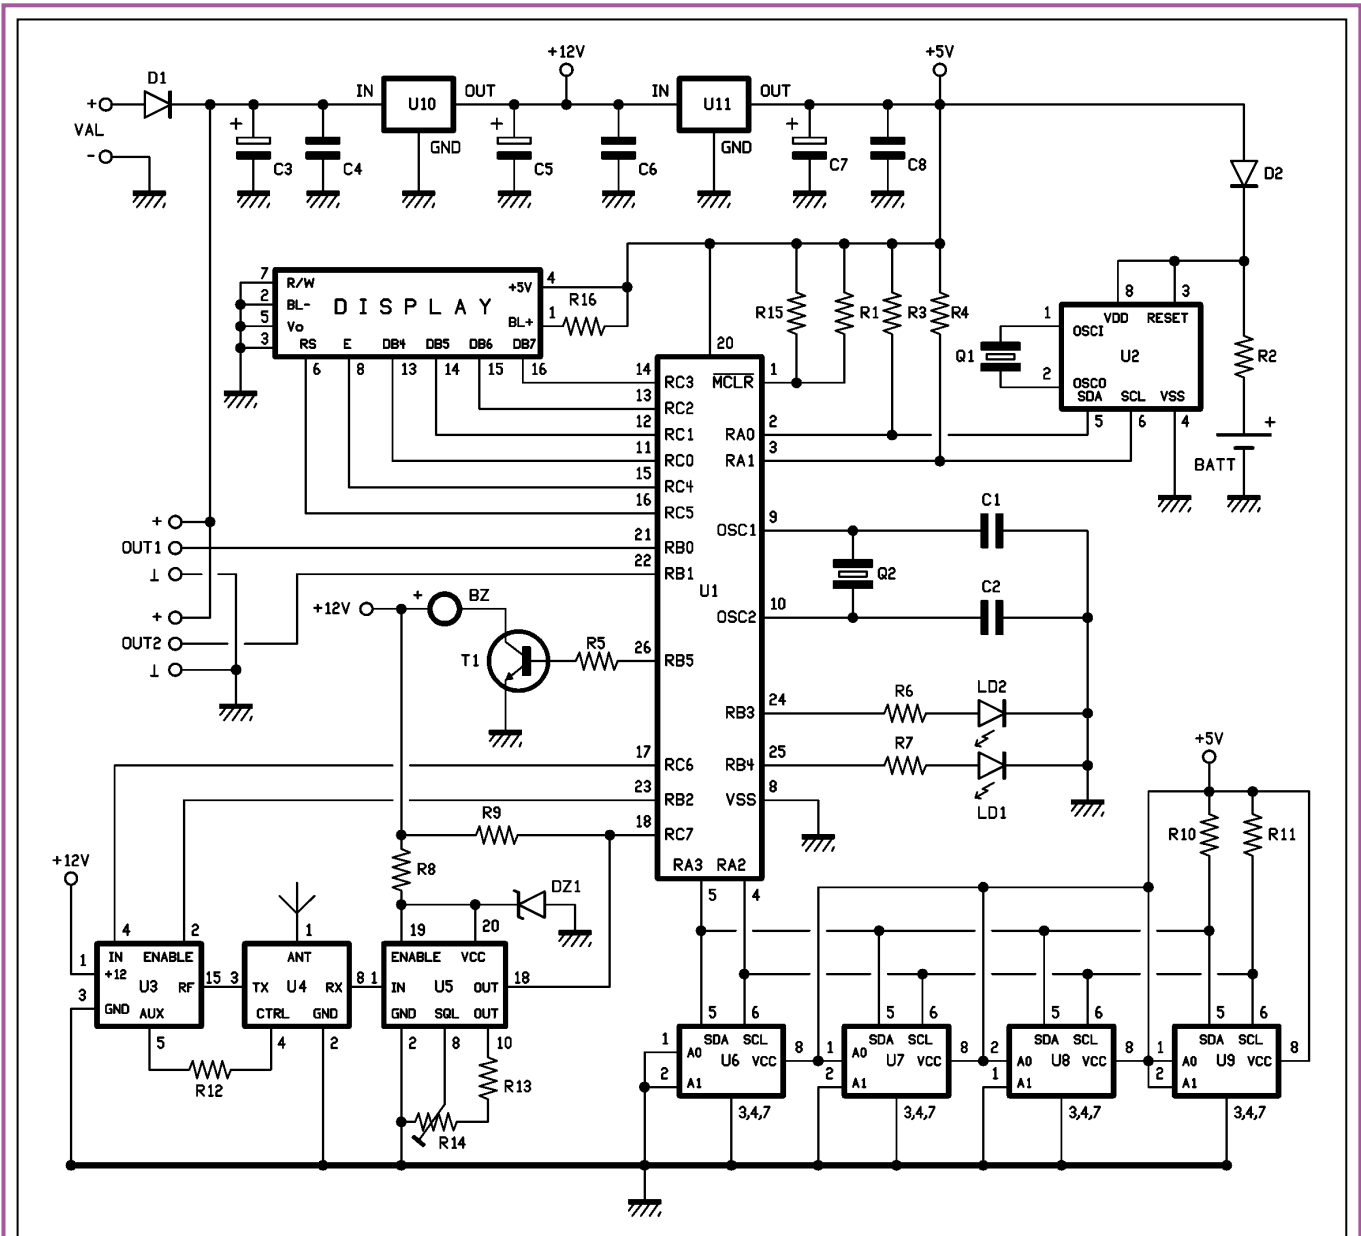 +12V
+5V
D1
IN
U10
OUT
IN
U11
OUT
+
VAL
-
GND
GND
+
C3
C4
+
C5
C6
+
C7
C8
D2
7
R/W
2
BL-
5
Vo
3
DISPLAY
+5V
4
BL+
1
R16
RS
E
DB4
DB5
DB6
DB7
6
8
13
14
15
16
R15
R1
R3
R4
8
3
VDD
RESET
1
OSCI
U2
Q1
2
OSCO
SDA
SCL
VSS
5
6
4
R2
+
BATT
20
14
RC3
MCLR
1
13
RC2
12
RC1
RA0
2
11
RC0
RA1
3
15
RC4
16
RC5
OSC1
9
C1
21
RB0
22
RB1
U1
Q2
OSC2
10
C2
+
OUT1
⊥
+
OUT2
⊥
+12V
+
BZ
T1
R5
26
RB5
RB3
24
R6
LD2
17
RC6
RB4
25
R7
LD1
23
RB2
VSS
8
R9
18
RC7
RA3
RA2
5
4
R8
DZ1
+12V
+5V
R10
R11
4
2
1
19
20
1
IN
ENABLE
+12
3
GND
U3
RF
15
AUX
5
3
ANT
TX
U4
RX
8
CTRL
GND
4
2
R12
ENABLE
VCC
1
IN
U5
OUT
18
GND
SQL
OUT
2
8
10
R13
R14
5
6
5
6
5
6
5
6
SDA
SCL
1
A0
U6
VCC
8
2
A1
3,4,7
SDA
SCL
1
A0
U7
VCC
8
2
A1
3,4,7
SDA
SCL
2
A0
U8
VCC
8
1
A1
3,4,7
SDA
SCL
1
A0
U9
VCC
8
2
A1
3,4,7